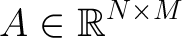 A ∈ ℝ^{N×M}